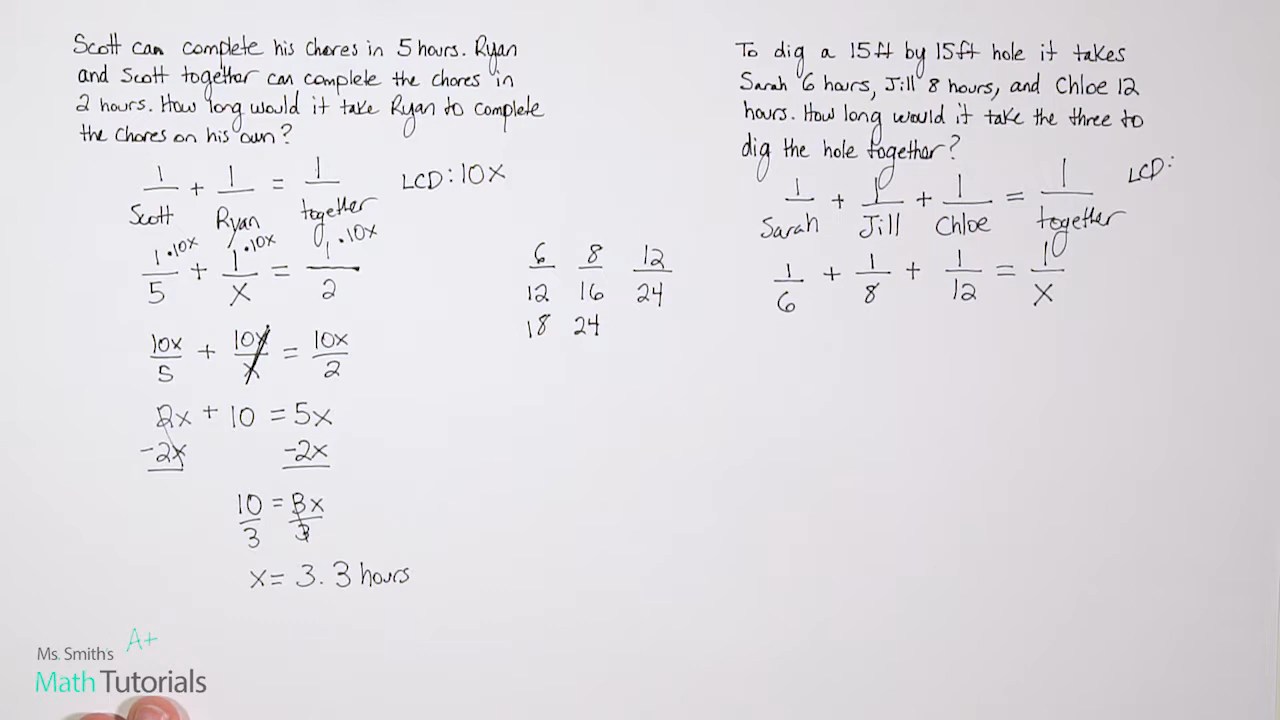 Scott can complete his chores in 5 hours. Ryan
and Scott together can complete the chores in
2 hours. How long would it take Ryan to complete
the chores on his own?
1/Scott + 1/Ryan = 1/together LCD: 10x
1·10x/5 + 1·10x/x = 1·10x/2
10x/5 + 10x/x = 10x/2
2x + 10 = 5x
-2x -2x
10/3 = 3x/3
x = 3.3 hours
6 8 12
12 16 24
18 24
To dig a 15ft by 15ft hole it takes
Sarah 6 hours, Jill 8 hours, and Chloe 12
hours. How long would it take the three to
dig the hole together?
1/Sarah + 1/Jill + 1/Chloe = 1/together LCD:
1/6 + 1/8 + 1/12 = 1/x
A+
Ms. Smith's
Math Tutorials